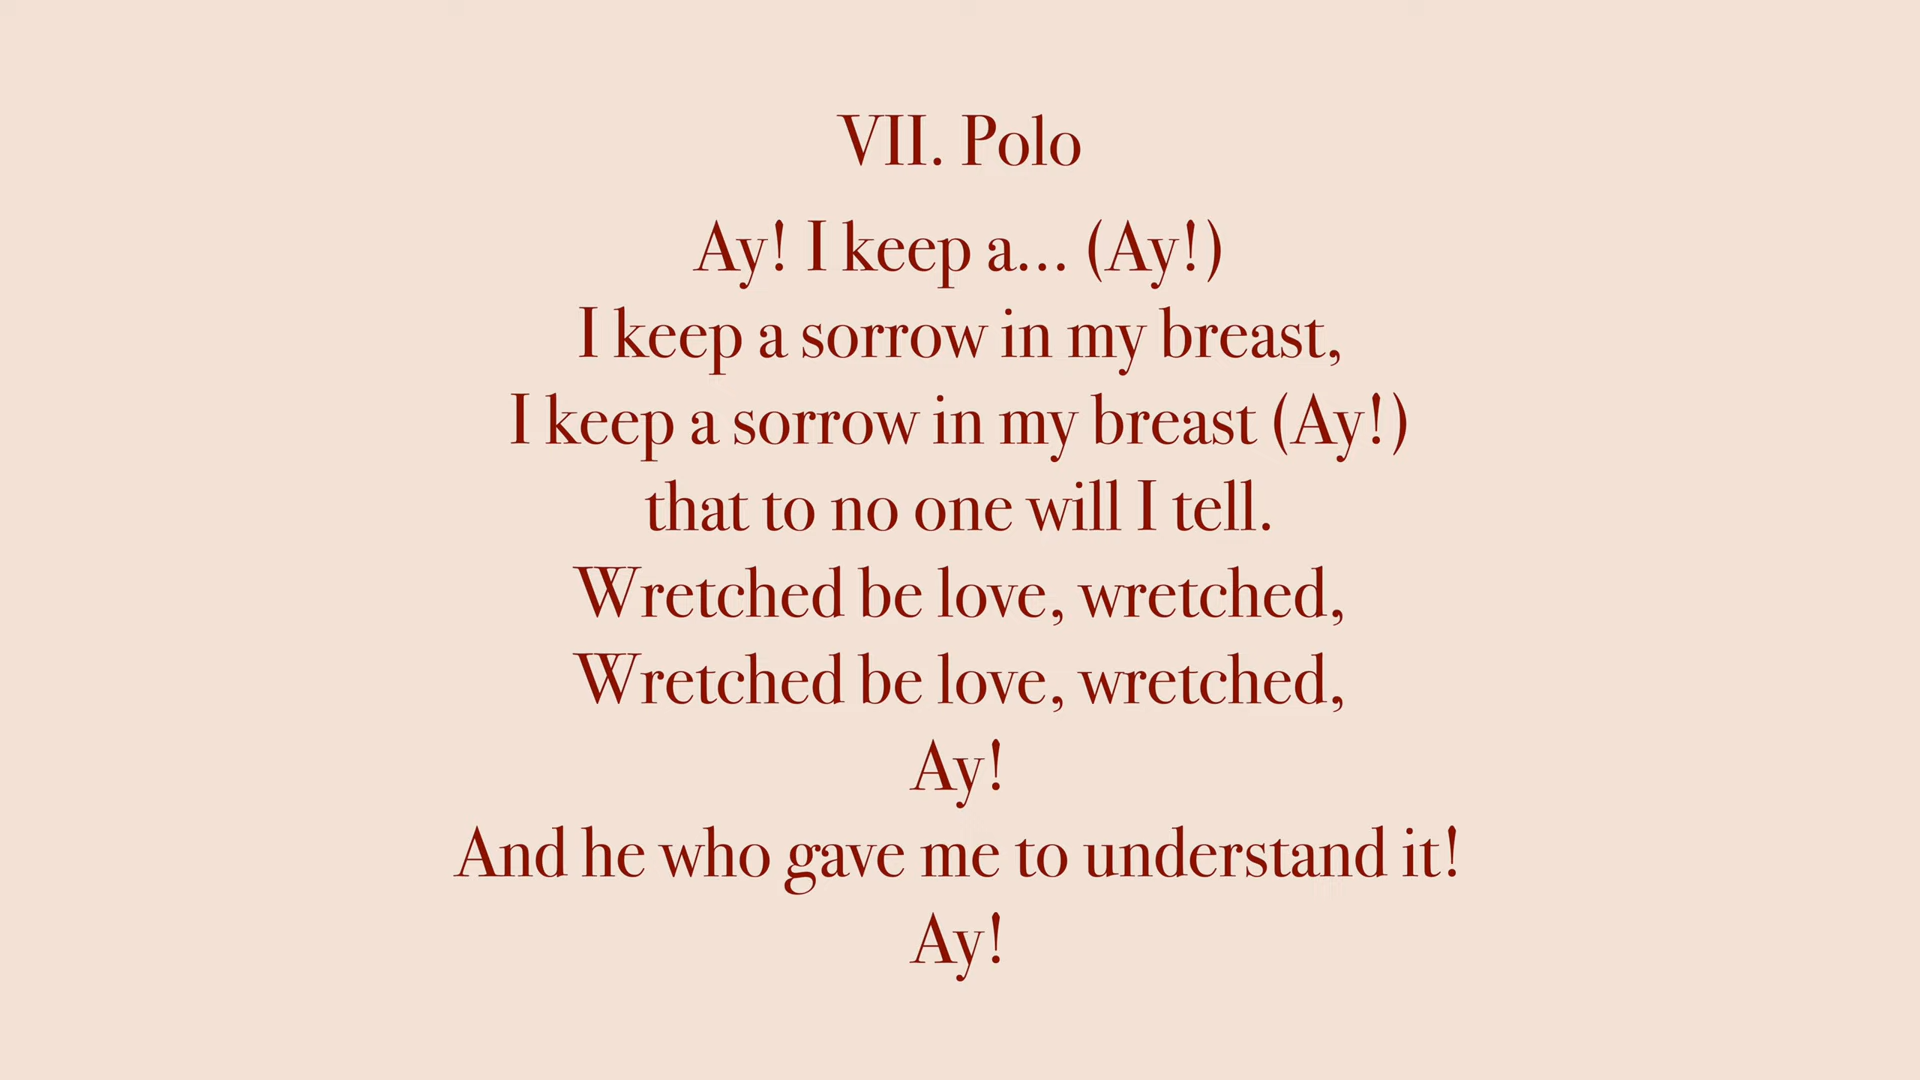 VII. Polo
Ay! I keep a... (Ay!)
I keep a sorrow in my breast,
I keep a sorrow in my breast (Ay!)
that to no one will I tell.
Wretched be love, wretched,
Wretched be love, wretched,
Ay!
And he who gave me to understand it!
Ay!